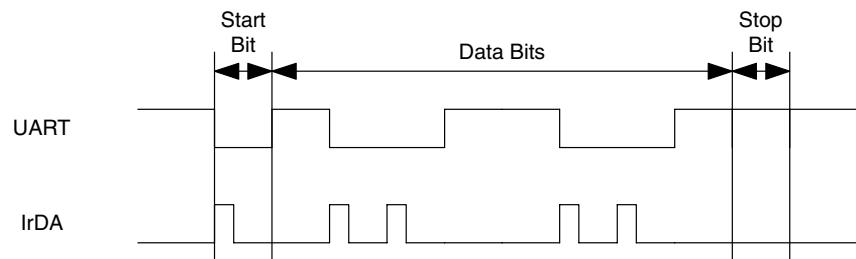 Start
Bit
Data Bits
Stop
Bit
UART
IrDA